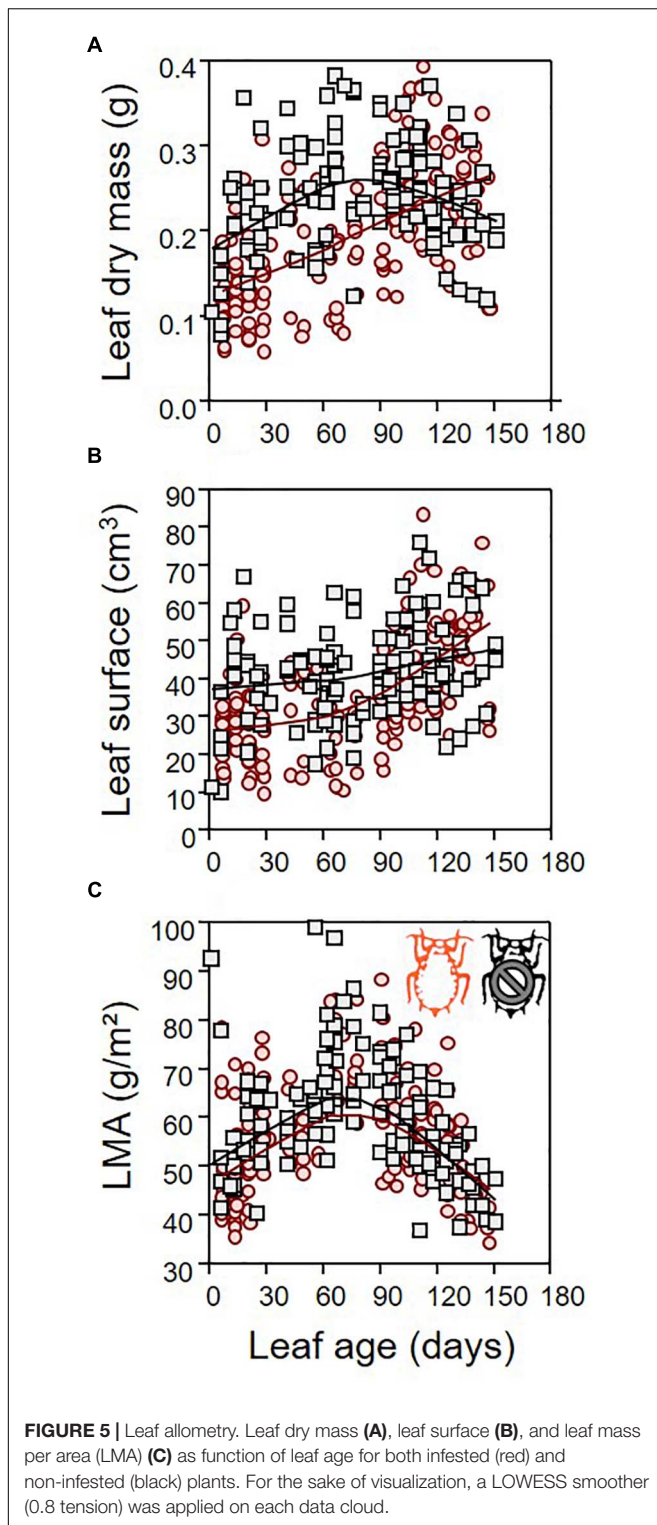 A
Leaf dry mass (g)
0.4
0.3
0.2
0.1
0.0
0 30 60 90 120 150 180
B
Leaf surface (cm³)
90
80
70
60
50
40
30
20
10
0
0 30 60 90 120 150 180
C
LMA (g/m²)
100
90
80
70
60
50
40
30
0 30 60 90 120 150 180
Leaf age (days)
FIGURE 5 | Leaf allometry. Leaf dry mass (A), leaf surface (B), and leaf mass
per area (LMA) (C) as function of leaf age for both infested (red) and
non-infested (black) plants. For the sake of visualization, a LOWESS smoother
(0.8 tension) was applied on each data cloud.